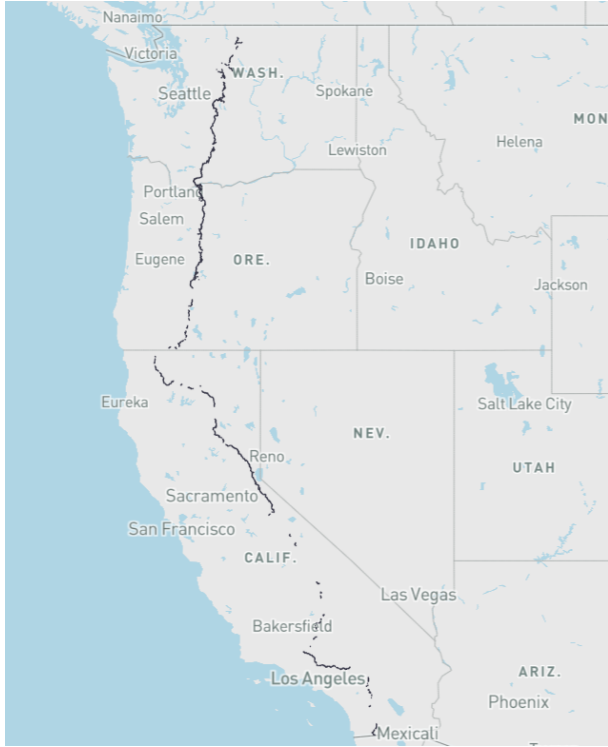 Nanaimo
Victoria
WASH.
Seattle
Spokane
MON
Helena
Lewiston
Portland
Salem
IDAHO
Eugene
ORE.
Boise
Jackson
Eureka
Salt Lake City
NEV.
Reno
UTAH
Sacramento
San Francisco
CALIF.
Las Vegas
Bakersfield
Los Angeles
ARIZ.
Phoenix
Mexicali